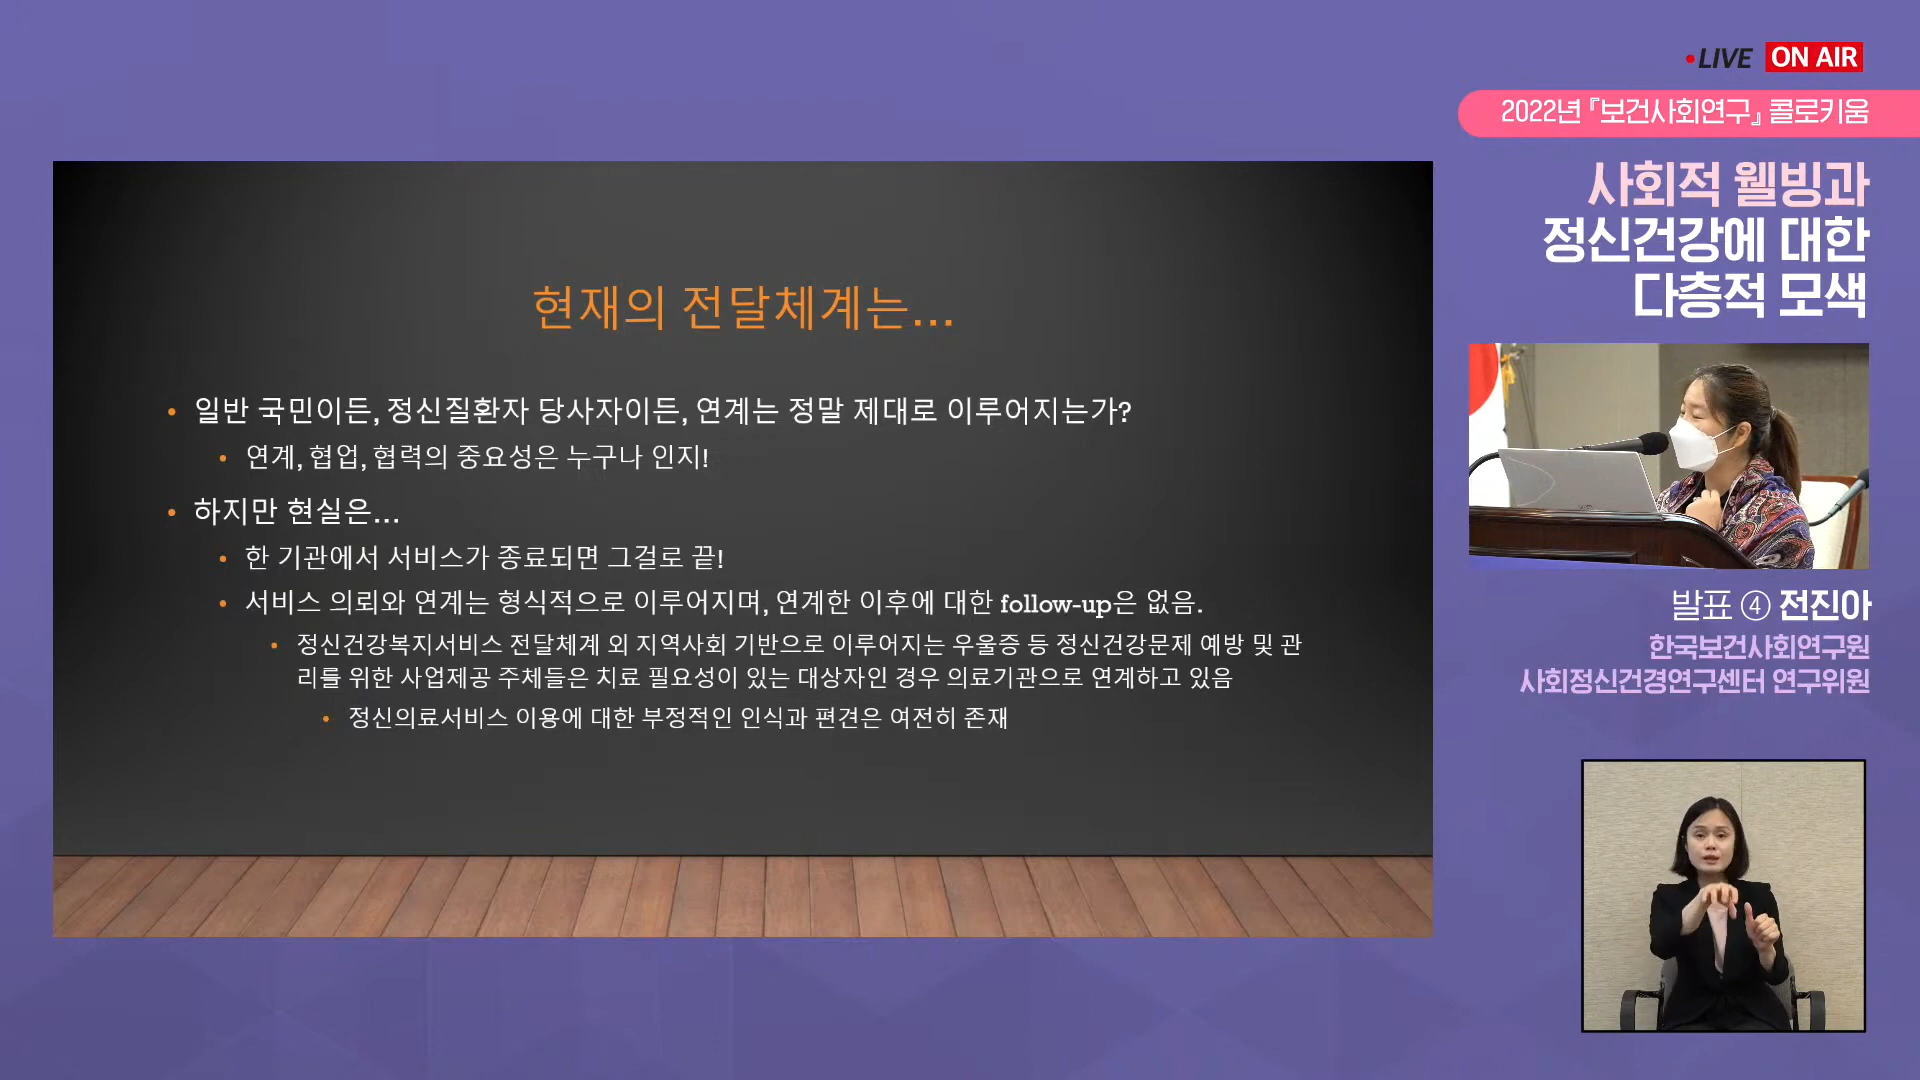 LIVE ON AIR
2022년 『보건사회연구』 콜로키움
사회적 웰빙과
정신건강에 대한
다층적 모색
현재의 전달체계는…
• 일반 국민이든, 정신질환자 당사자이든, 연계는 정말 제대로 이루어지는가?
• 연계, 협업, 협력의 중요성은 누구나 인지!
• 하지만 현실은…
• 한 기관에서 서비스가 종료되면 그걸로 끝!
• 서비스 의뢰와 연계는 형식적으로 이루어지며, 연계한 이후에 대한 follow-up은 없음.
• 정신건강복지서비스 전달체계 외 지역사회 기반으로 이루어지는 우울증 등 정신건강문제 예방 및 관
리를 위한 사업제공 주체들은 치료 필요성이 있는 대상자인 경우 의료기관으로 연계하고 있음
• 정신의료서비스 이용에 대한 부정적인 인식과 편견은 여전히 존재
발표 ④ 전진아
한국보건사회연구원
사회정신건경연구센터 연구위원